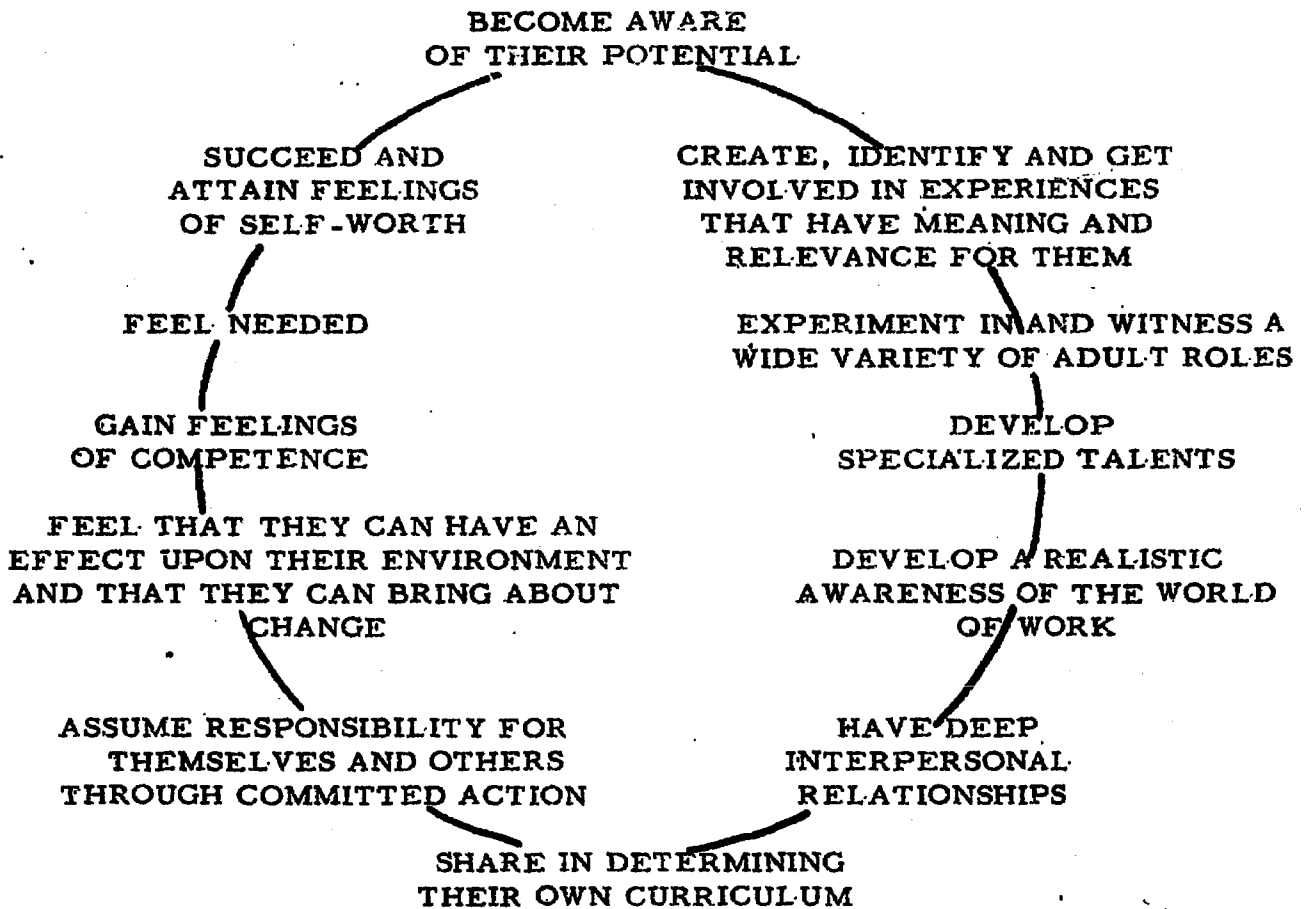 BECOME AWARE
OF THEIR POTENTIAL
SUCCEED AND
ATTAIN FEELINGS
OF SELF-WORTH
CREATE, IDENTIFY AND GET
INVOLVED IN EXPERIENCES
THAT HAVE MEANING AND
RELEVANCE FOR THEM
FEEL NEEDED
EXPERIMENT IN AND WITNESS A
WIDE VARIETY OF ADULT ROLES
GAIN FEELINGS
OF COMPETENCE
DEVELOP
SPECIALIZED TALENTS
FEEL THAT THEY CAN HAVE AN
EFFECT UPON THEIR ENVIRONMENT
AND THAT THEY CAN BRING ABOUT
CHANGE
DEVELOP A REALISTIC
AWARENESS OF THE WORLD
OF WORK
ASSUME RESPONSIBILITY FOR
THEMSELVES AND OTHERS
THROUGH COMMITTED ACTION
HAVE DEEP
INTERPERSONAL
RELATIONSHIPS
SHARE IN DETERMINING
THEIR OWN CURRICULUM